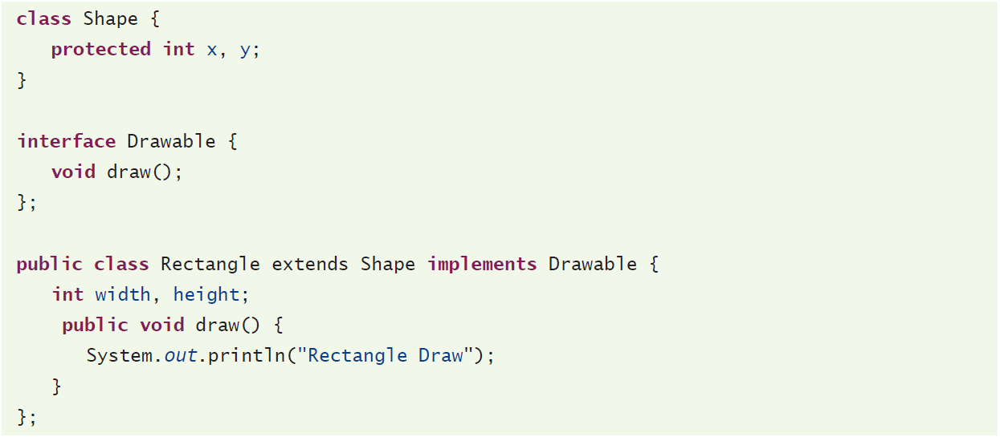 class Shape {
protected int x, y;
}
interface Drawable {
void draw();
};
public class Rectangle extends Shape implements Drawable {
int width, height;
public void draw() {
System.out.println("Rectangle Draw");
}
};